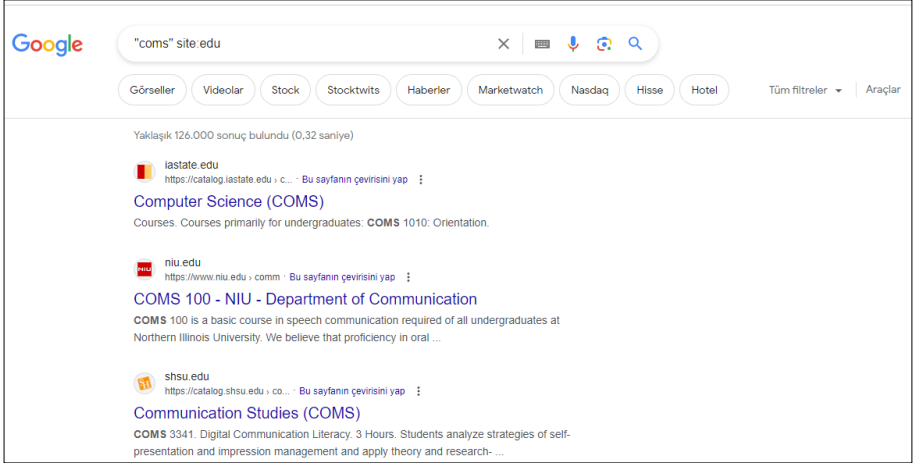 Google
"coms" site:edu
Görseller Videolar Stock Stocktwits Haberler Marketwatch Nasdaq Hisse Hotel Tüm filtreler Araçlar
Yaklaşık 126.000 sonuç bulundu (0,32 saniye)
iastate.edu
https://catalog.iastate.edu › c... · Bu sayfanın çevirisini yap
Computer Science (COMS)
Courses. Courses primarily for undergraduates: COMS 1010: Orientation.
NIU
niu.edu
https://www.niu.edu › comm · Bu sayfanın çevirisini yap
COMS 100 - NIU - Department of Communication
COMS 100 is a basic course in speech communication required of all undergraduates at
Northern Illinois University. We believe that proficiency in oral ...
shsu.edu
https://catalog.shsu.edu › co... · Bu sayfanın çevirisini yap
Communication Studies (COMS)
COMS 3341. Digital Communication Literacy. 3 Hours. Students analyze strategies of self-
presentation and impression management and apply theory and research- ...